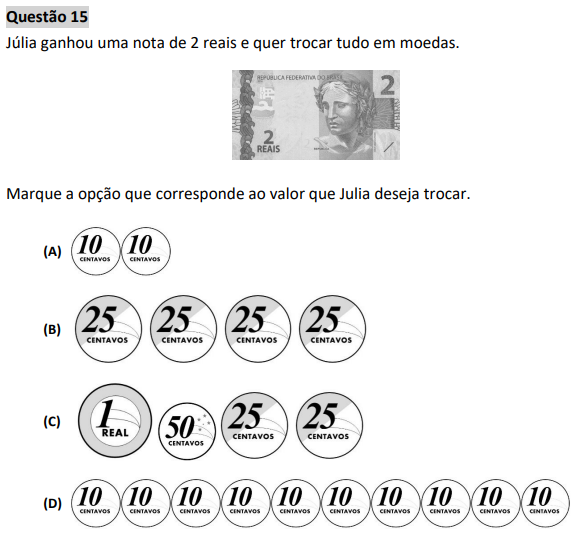 Questão 15
Júlia ganhou uma nota de 2 reais e quer trocar tudo em moedas.
REPÚBLICA FEDERATIVA DO BRASIL
2
2
REAIS
Marque a opção que corresponde ao valor que Julia deseja trocar.
(A) 10 CENTAVOS 10 CENTAVOS
(B) 25 CENTAVOS 25 CENTAVOS 25 CENTAVOS 25 CENTAVOS
(C) 1 REAL 50 CENTAVOS 25 CENTAVOS 25 CENTAVOS
(D) 10 CENTAVOS 10 CENTAVOS 10 CENTAVOS 10 CENTAVOS 10 CENTAVOS 10 CENTAVOS 10 CENTAVOS 10 CENTAVOS 10 CENTAVOS 10 CENTAVOS